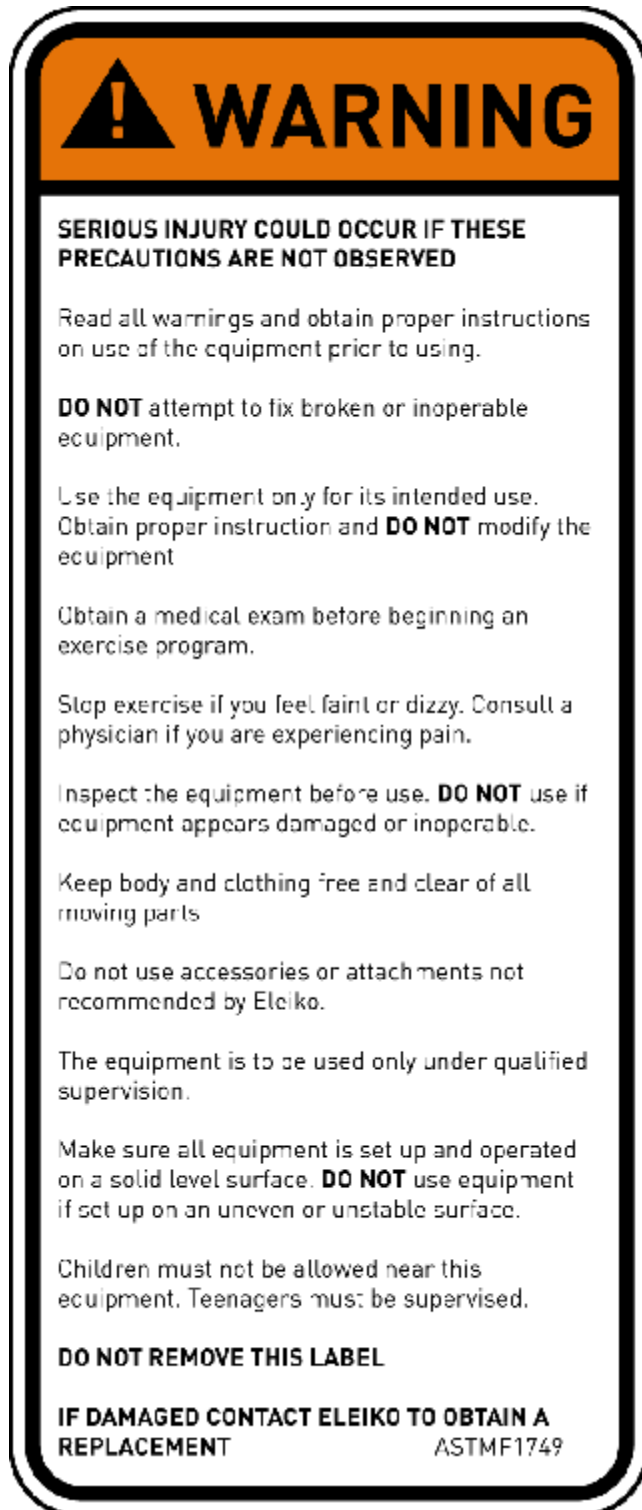 WARNING
SERIOUS INJURY COULD OCCUR IF THESE
PRECAUTIONS ARE NOT OBSERVED
Read all warnings and obtain proper instructions
on use of the equipment prior to using.
DO NOT attempt to fix broken or inoperable
equipment.
Use the equipment only for its intended use.
Obtain proper instruction and DO NOT modify the
equipment
Obtain a medical exam before beginning an
exercise program.
Stop exercise if you feel faint or dizzy. Consult a
physician if you are experiencing pain.
Inspect the equipment before use. DO NOT use if
equipment appears damaged or inoperable.
Keep body and clothing free and clear of all
moving parts
Do not use accessories or attachments not
recommended by Eleiko.
The equipment is to be used only under qualified
supervision.
Make sure all equipment is set up and operated
on a solid level surface. DO NOT use equipment
if set up on an uneven or unstable surface.
Children must not be allowed near this
equipment. Teenagers must be supervised.
DO NOT REMOVE THIS LABEL
IF DAMAGED CONTACT ELEIKO TO OBTAIN A
REPLACEMENT ASTMF1749